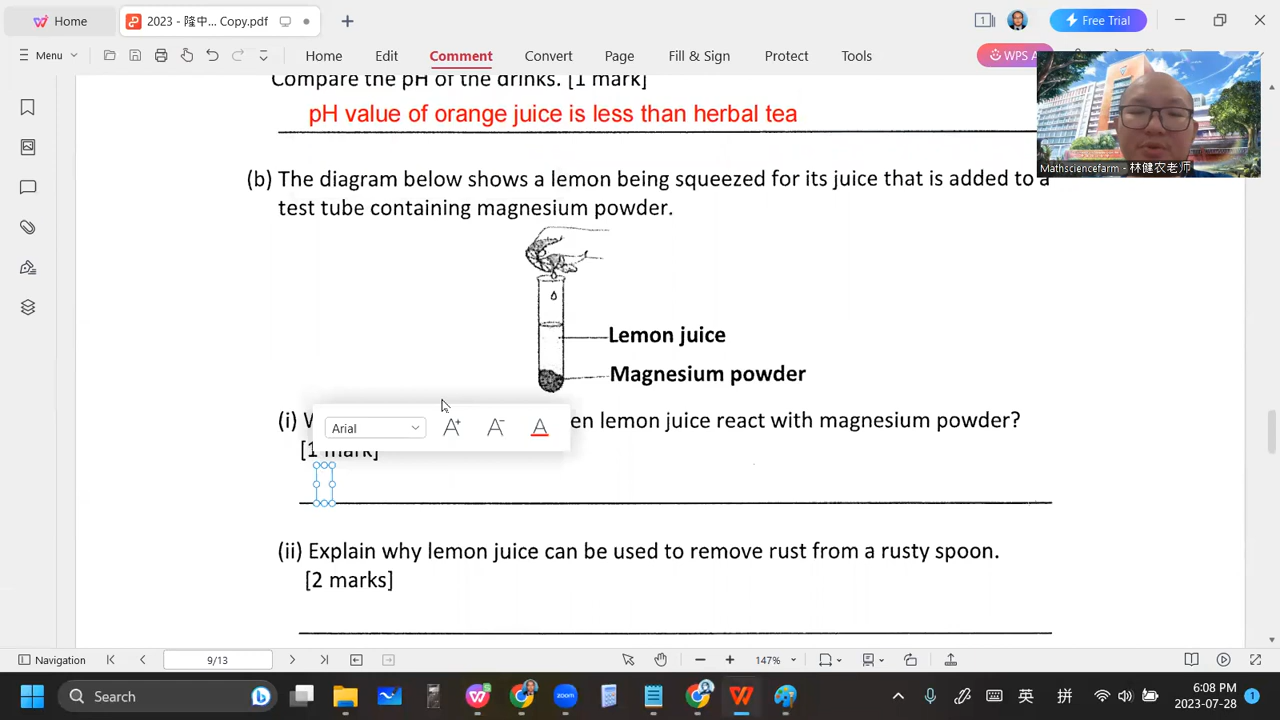 Home
2023 - 隆中... Copy.pdf
1
Free Trial
Menu
Home
Edit
Comment
Convert
Page
Fill & Sign
Protect
Tools
WPS A
Compare the pH of the drinks. [1 mark]
pH value of orange juice is less than herbal tea
Mathsciencefarm - 林健农老师
(b) The diagram below shows a lemon being squeezed for its juice that is added to a
test tube containing magnesium powder.
Lemon juice
Magnesium powder
(i) W en lemon juice react with magnesium powder?
Arial
A+ A- A
[1 mark]
(ii) Explain why lemon juice can be used to remove rust from a rusty spoon.
[2 marks]
Navigation
9/13
147%
Search
英
拼
6:08 PM
2023-07-28
1